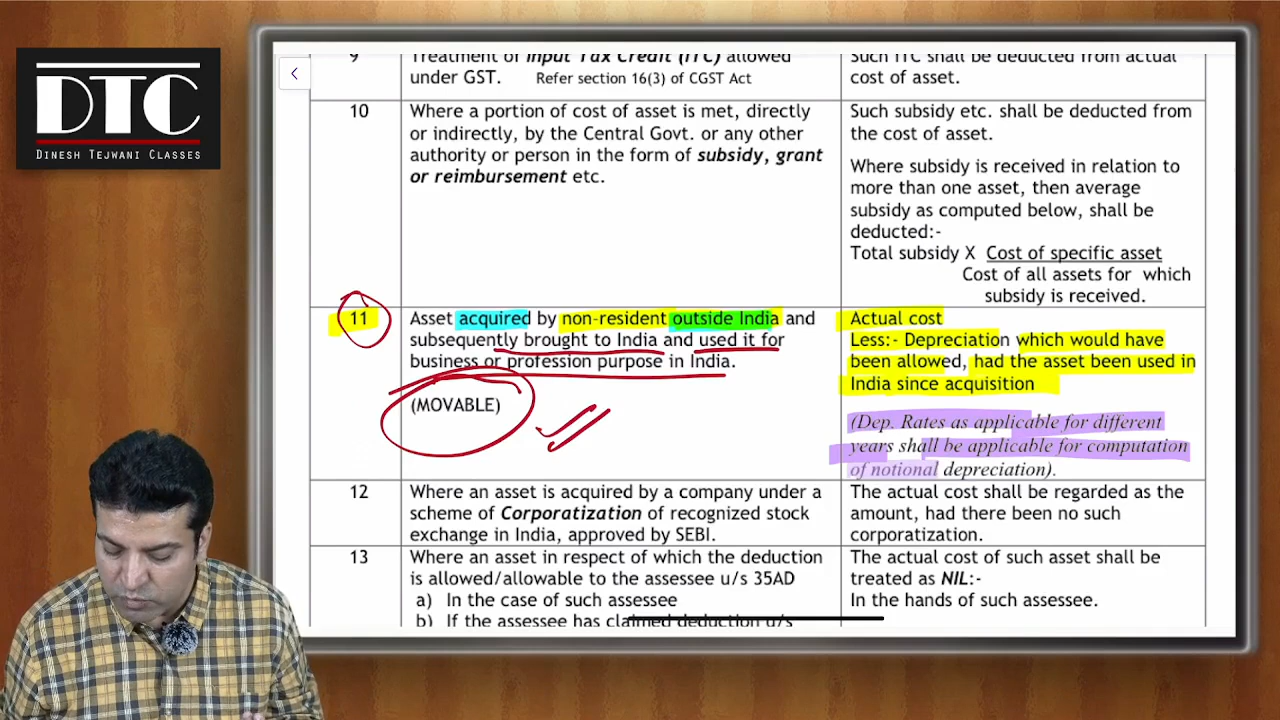 DTC
DINESH TEJWANI CLASSES
9
Treatment of Input Tax Credit (ITC) allowed
under GST. Refer section 16(3) of CGST Act
Such ITC shall be deducted from actual
cost of asset.
10
Where a portion of cost of asset is met, directly
or indirectly, by the Central Govt. or any other
authority or person in the form of subsidy, grant
or reimbursement etc.
Such subsidy etc. shall be deducted from
the cost of asset.
Where subsidy is received in relation to
more than one asset, then average
subsidy as computed below, shall be
deducted:-
Total subsidy X Cost of specific asset
Cost of all assets for which
subsidy is received.
11
Asset acquired by non-resident outside India and
subsequently brought to India and used it for
business or profession purpose in India.
(MOVABLE)
Actual cost
Less:- Depreciation which would have
been allowed, had the asset been used in
India since acquisition
(Dep. Rates as applicable for different
years shall be applicable for computation
of notional depreciation).
12
Where an asset is acquired by a company under a
scheme of Corporatization of recognized stock
exchange in India, approved by SEBI.
The actual cost shall be regarded as the
amount, had there been no such
corporatization.
13
Where an asset in respect of which the deduction
is allowed/allowable to the assessee u/s 35AD
a) In the case of such assessee
b) If the assessee has claimed deduction u/s
The actual cost of such asset shall be
treated as NIL:-
In the hands of such assessee.